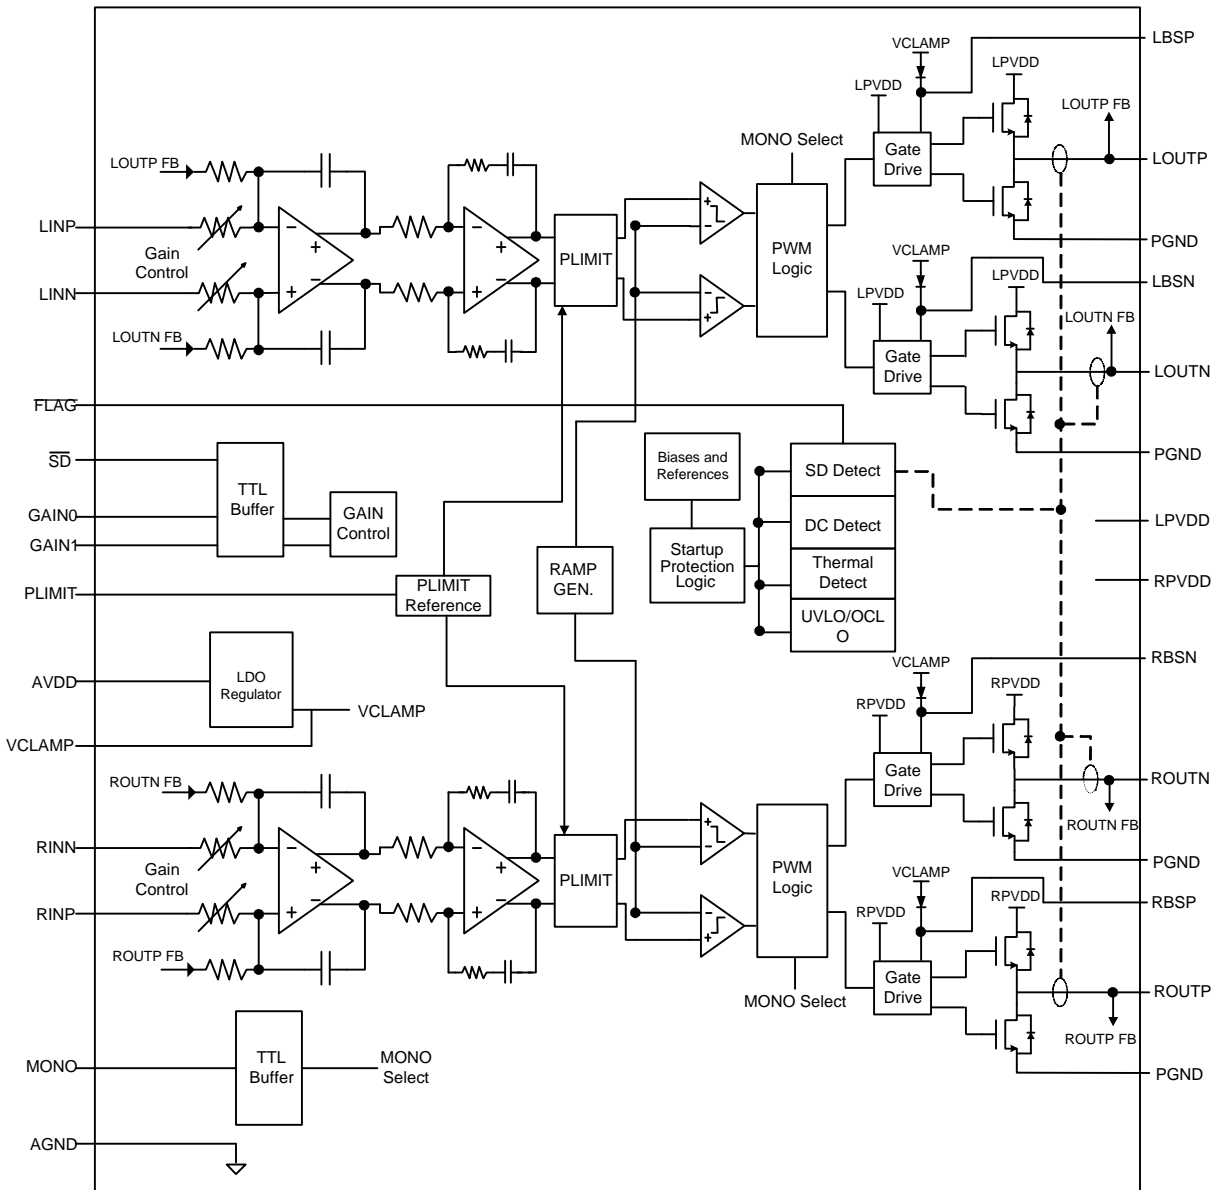 LBSP
VCLAMP
LPVDD
LPVDD
LOUTP FB
MONO Select
LOUTP FB
Gate
Drive
LOUTP
LINP
Gain
Control
PLIMIT
PWM
Logic
PGND
VCLAMP
LINN
LPVDD
LPVDD
LBSN
LOUTN FB
LOUTN FB
Gate
Drive
LOUTN
FLAG
PGND
SD
TTL
Buffer
Biases and
References
SD Detect
GAIN0
GAIN
Control
GAIN1
DC Detect
LPVDD
Startup
Protection
Logic
RAMP
GEN.
Thermal
Detect
RPVDD
PLIMIT
PLIMIT
Reference
UVLO/OCL
O
LDO
Regulator
AVDD
VCLAMP
VCLAMP
RBSN
VCLAMP
RPVDD
RPVDD
ROUTN FB
Gate
Drive
ROUTN
ROUTN FB
RINN
Gain
Control
PLIMIT
PWM
Logic
PGND
VCLAMP
RINP
RPVDD
RPVDD
RBSP
ROUTP FB
Gate
Drive
ROUTP
MONO Select
ROUTP FB
MONO
TTL
Buffer
MONO
Select
PGND
AGND